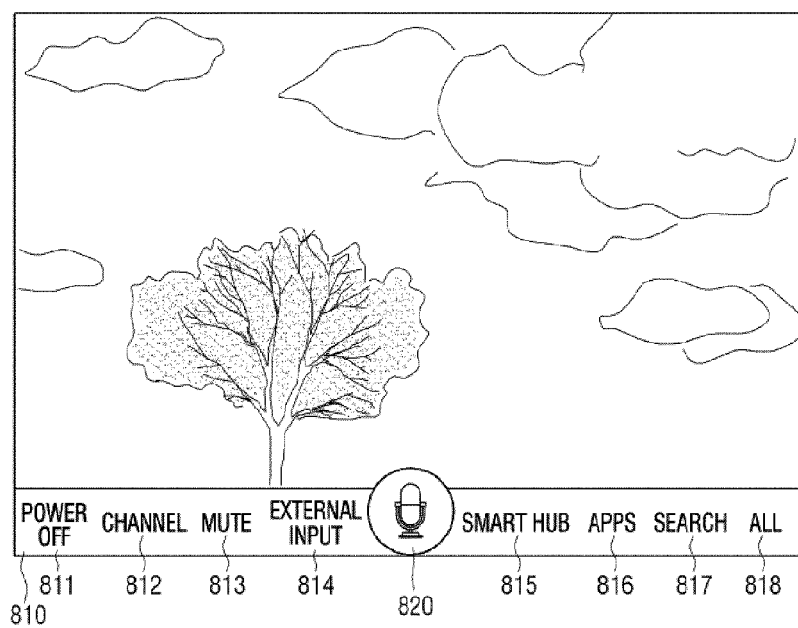 POWER OFF CHANNEL MUTE EXTERNAL INPUT SMART HUB APPS SEARCH ALL
811 812 813 814 815 816 817 818
810 820